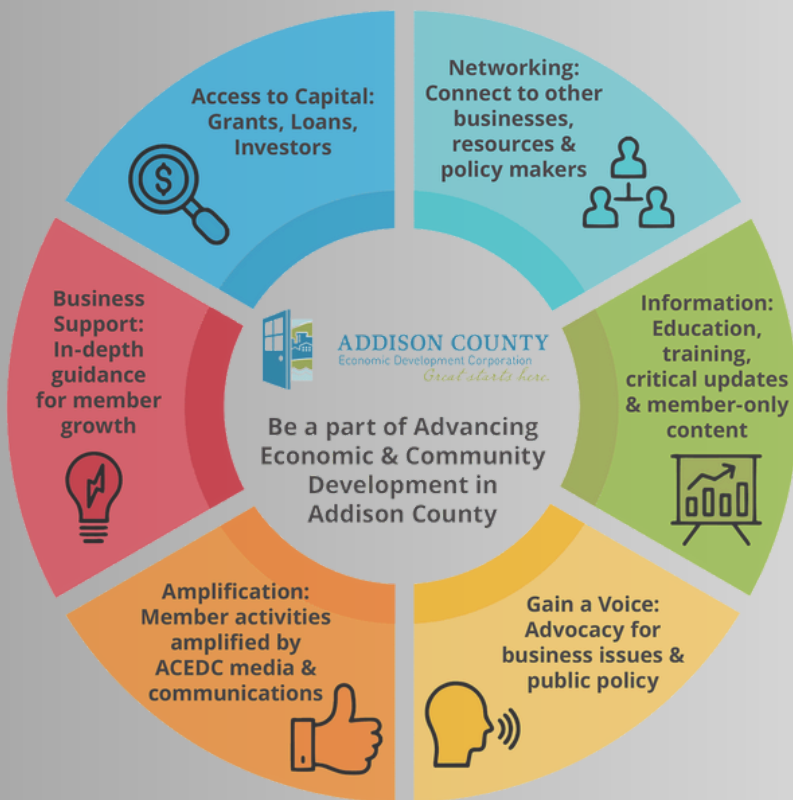 Access to Capital:
Grants, Loans,
Investors
$
Networking:
Connect to other
businesses,
resources &
policy makers
Information:
Education,
training,
critical updates
& member-only
content
Gain a Voice:
Advocacy for
business issues &
public policy
Amplification:
Member activities
amplified by
ACEDC media &
communications
Business
Support:
In-depth
guidance
for member
growth
ADDISON COUNTY
Economic Development Corporation
Great starts here.
Be a part of Advancing
Economic & Community
Development in
Addison County